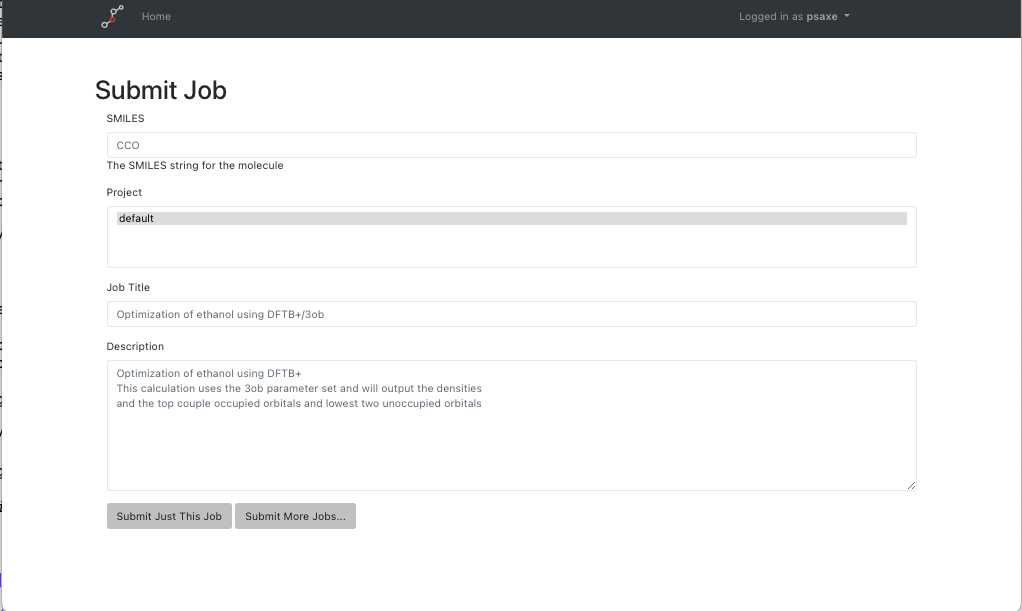 Home
Logged in as psaxe
Submit Job
SMILES
CCO
The SMILES string for the molecule
Project
default
Job Title
Optimization of ethanol using DFTB+/3ob
Description
Optimization of ethanol using DFTB+
This calculation uses the 3ob parameter set and will output the densities
and the top couple occupied orbitals and lowest two unoccupied orbitals
Submit Just This Job
Submit More Jobs...